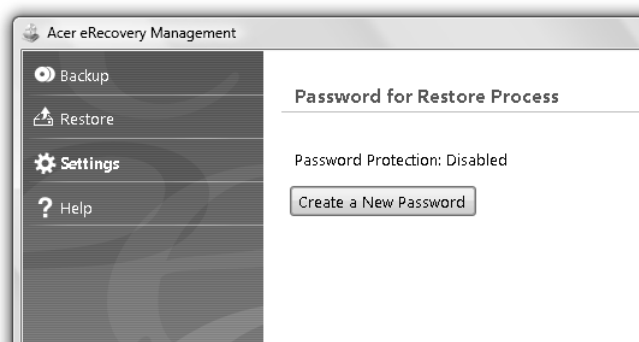 Acer eRecovery Management
Backup
Restore
Settings
? Help
Password for Restore Process
Password Protection: Disabled
Create a New Password